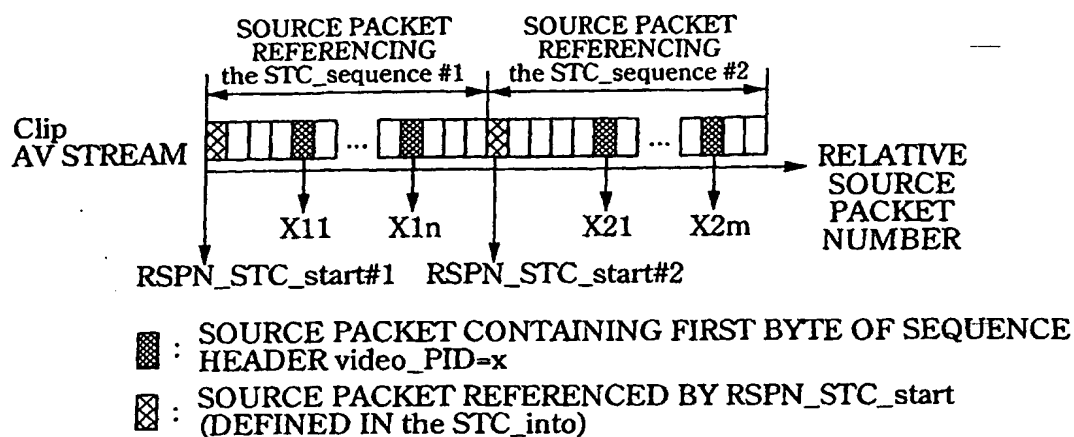 SOURCE PACKET REFERENCING the STC_sequence #1
SOURCE PACKET REFERENCING the STC_sequence #2
Clip AV STREAM
...
...
RELATIVE SOURCE PACKET NUMBER
X11
X1n
X21
X2m
RSPN_STC_start#1
RSPN_STC_start#2
: SOURCE PACKET CONTAINING FIRST BYTE OF SEQUENCE
HEADER video_PID=x
: SOURCE PACKET REFERENCED BY RSPN_STC_start
(DEFINED IN the STC_into)